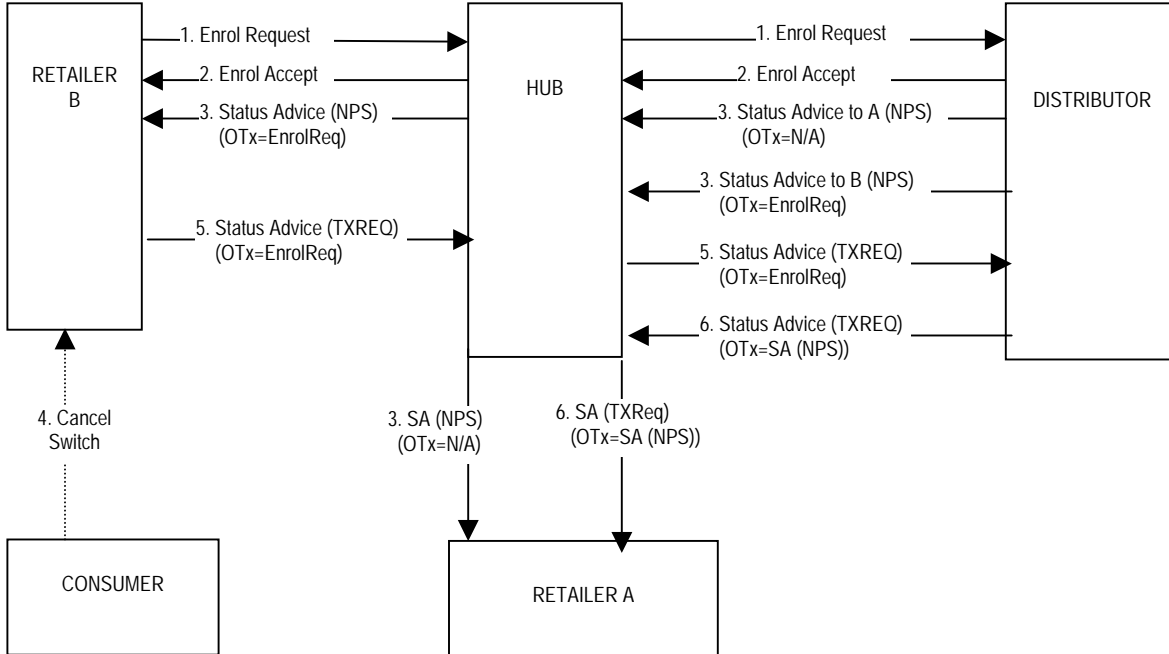 1. Enrol Request
1. Enrol Request
RETAILER
B
2. Enrol Accept
HUB
2. Enrol Accept
DISTRIBUTOR
3. Status Advice (NPS)
(OTx=EnrolReq)
3. Status Advice to A (NPS)
(OTx=N/A)
3. Status Advice to B (NPS)
(OTx=EnrolReq)
5. Status Advice (TXREQ)
(OTx=EnrolReq)
5. Status Advice (TXREQ)
(OTx=EnrolReq)
6. Status Advice (TXREQ)
(OTx=SA (NPS))
4. Cancel
Switch
3. SA (NPS)
(OTx=N/A)
6. SA (TXReq)
(OTx=SA (NPS))
CONSUMER
RETAILER A